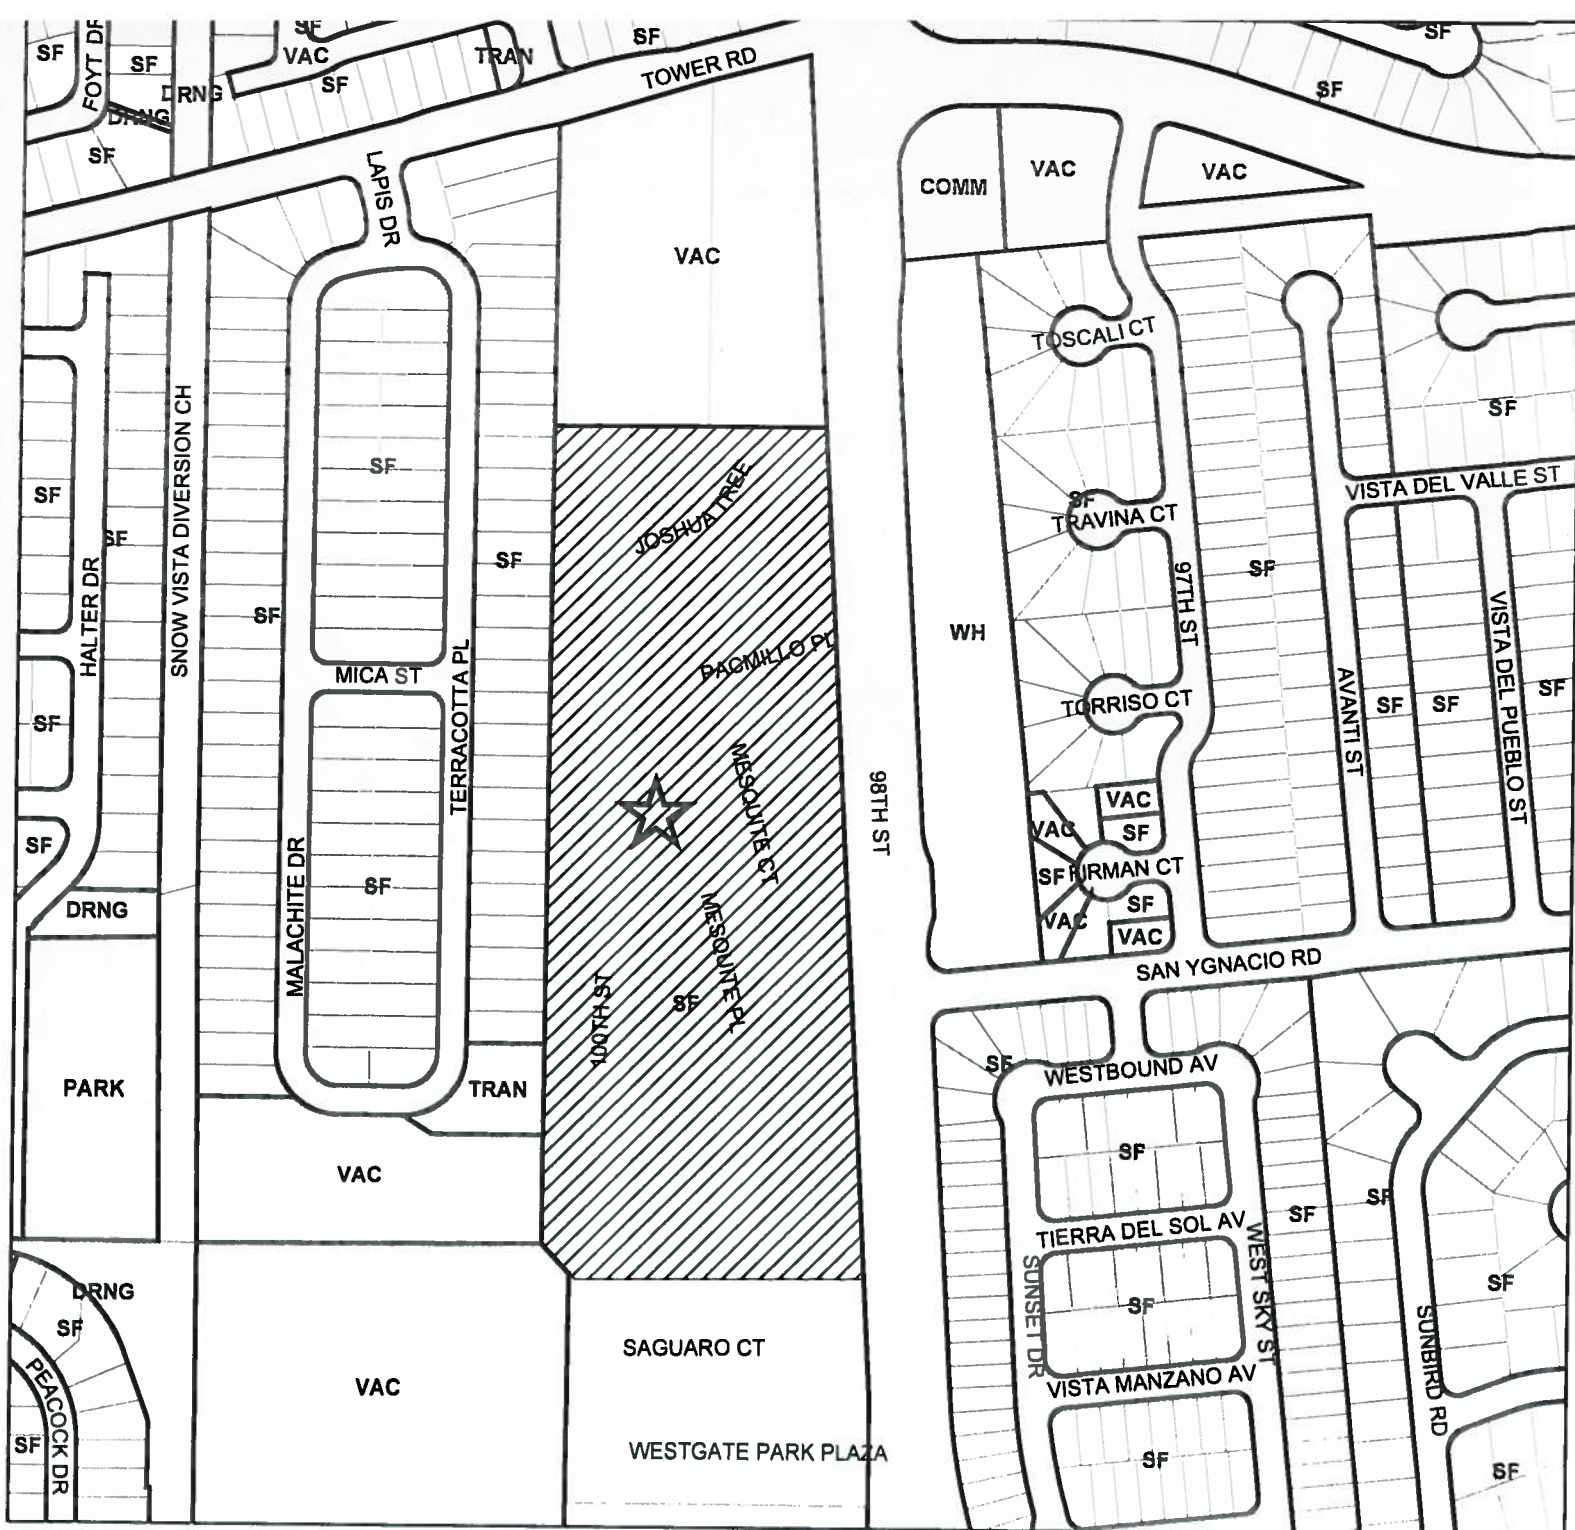 SF
FOYT DR
SF
SF
VAC
SF
TRAN
SF
TOWER RD
SF
SF
DRNG
DRNG
SF
LAPIS DR
COMM
VAC
VAC
VAC
TOSCALI CT
SF
SF
SF
SNOW VISTA DIVERSION CH
HALTER DR
SF
SF
SF
JOSHUA TREE
SF
TRAVINA CT
97TH ST
SF
VISTA DEL VALLE ST
SF
MICA ST
TERRACOTTA PL
PACMILLO PL
WH
TORRISO CT
AVANTI ST
SF
SF
VISTA DEL PUEBLO ST
SF
SF
MESQUITE CT
98TH ST
VAC
VAC
SF
SF
MALACHITE DR
SF
SF
FURMAN CT
SF
VAC
VAC
DRNG
MESQUITE PL
SAN YGNACIO RD
100TH ST
SF
PARK
TRAN
SF
WESTBOUND AV
VAC
SF
TIERRA DEL SOL AV
WEST SKY ST
SF
SF
SUNSET DR
DRNG
SF
SF
SF
SUNBIRD RD
SAGUARO CT
VAC
VISTA MANZANO AV
PEACOCK DR
SF
WESTGATE PARK PLAZA
SF
SF